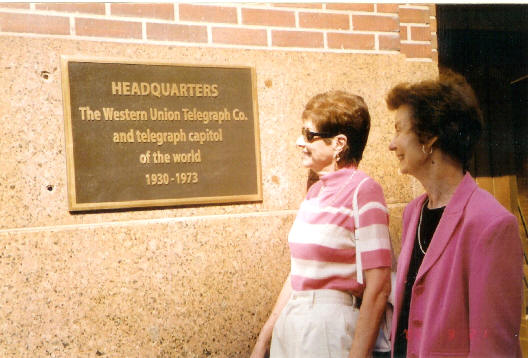 HEADQUARTERS
The Western Union Telegraph Co.
and telegraph capitol
of the world
1930-1973